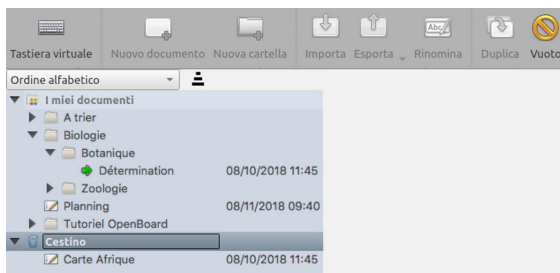 Tastiera virtuale Nuovo documento Nuova cartella Importa Esporta Rinomina Duplica Vuoto
Ordine alfabetico
I miei documenti
A trier
Biologie
Botanique
Détermination 08/10/2018 11:45
Zoologie
Planning 08/11/2018 09:40
Tutoriel OpenBoard
Cestino
Carte Afrique 08/10/2018 11:45